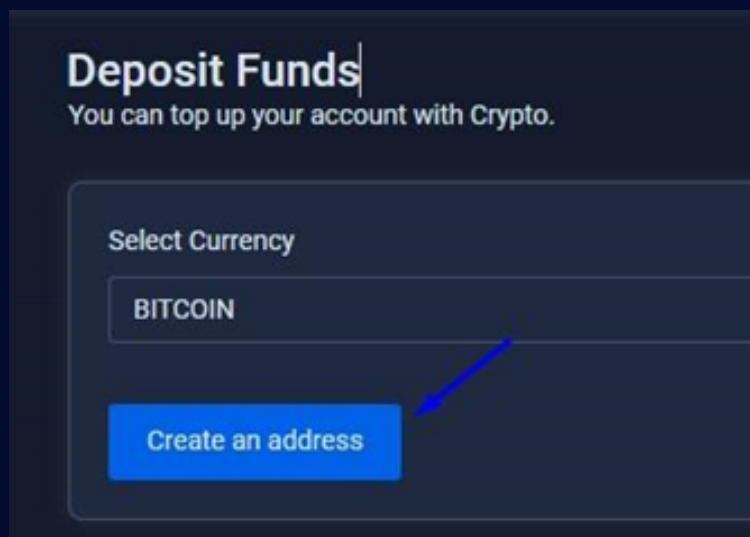 Deposit Funds
You can top up your account with Crypto.
Select Currency
BITCOIN
Create an address